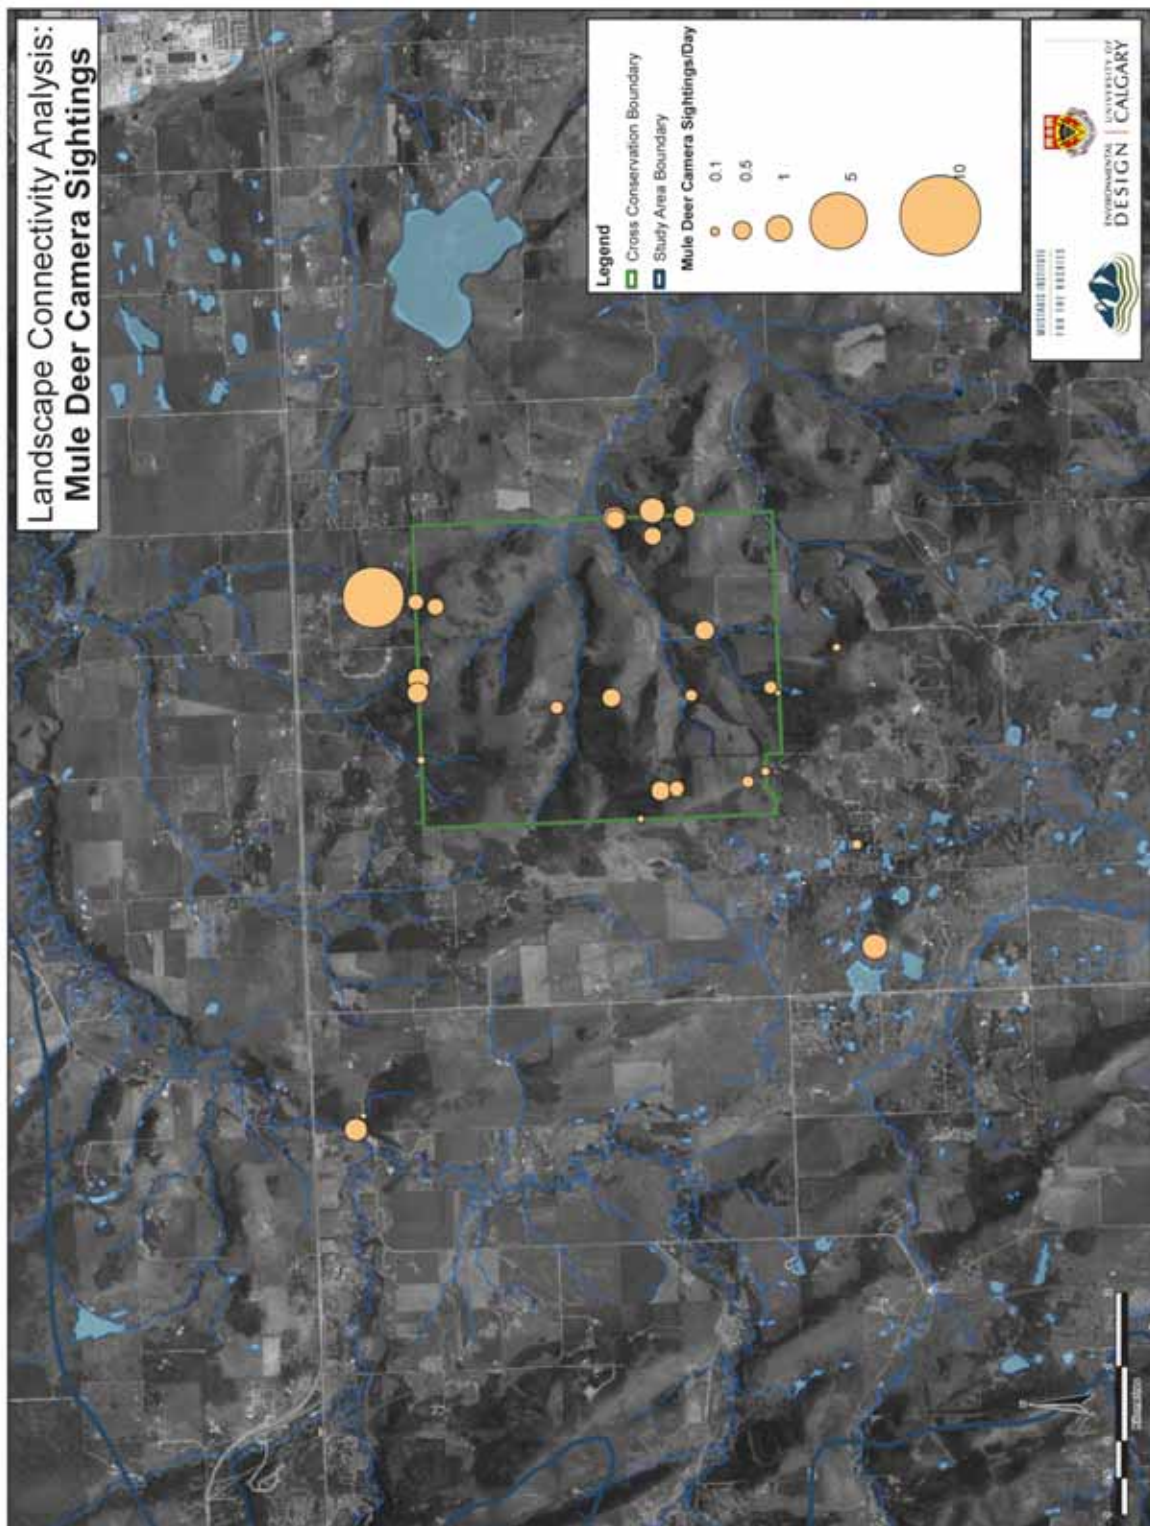 Landscape Connectivity Analysis:
Mule Deer Camera Sightings
Legend
Cross Conservation Boundary
Study Area Boundary
Mule Deer Camera Sightings/Day
0.1
0.5
1
5
10
MIISTAKIS INSTITUTE
FOR THE ROCKIES
ENVIRONMENTAL
DESIGN
UNIVERSITY OF
CALGARY